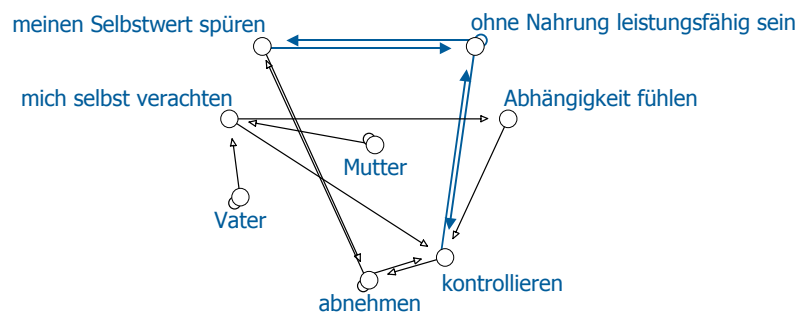 meinen Selbstwert spüren
ohne Nahrung leistungsfähig sein
mich selbst verachten
Abhängigkeit fühlen
Mutter
Vater
kontrollieren
abnehmen